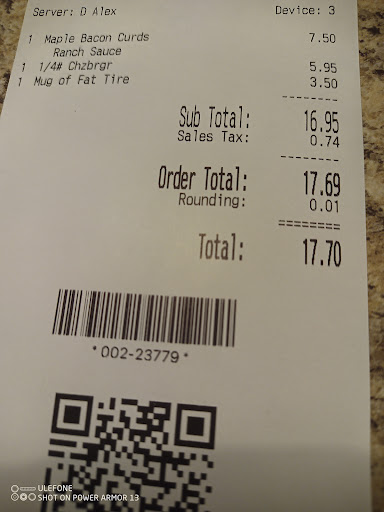 Server: D Alex Device: 3
1 Maple Bacon Curds 7.50
Ranch Sauce
1 1/4# Chzbrgr 5.95
1 Mug of Fat Tire 3.50
--------
Sub Total: 16.95
Sales Tax: 0.74
--------
Order Total: 17.69
Rounding: 0.01
========
Total: 17.70
*002-23779*
ULEFONE
SHOT ON POWER ARMOR 13